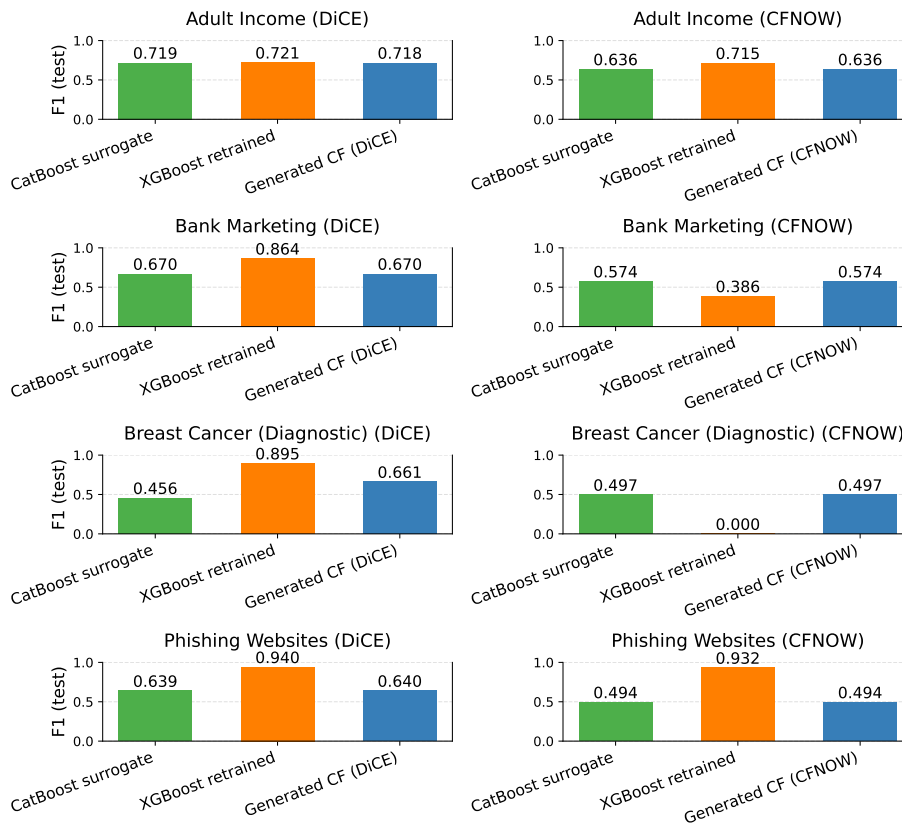 Adult Income (DiCE)
F1 (test)
1.0
0.5
0.0
0.719
0.721
0.718
CatBoost surrogate
XGBoost retrained
Generated CF (DiCE)
Adult Income (CFNOW)
1.0
0.5
0.0
0.636
0.715
0.636
CatBoost surrogate
XGBoost retrained
Generated CF (CFNOW)
Bank Marketing (DiCE)
F1 (test)
1.0
0.5
0.0
0.670
0.864
0.670
CatBoost surrogate
XGBoost retrained
Generated CF (DiCE)
Bank Marketing (CFNOW)
1.0
0.5
0.0
0.574
0.386
0.574
CatBoost surrogate
XGBoost retrained
Generated CF (CFNOW)
Breast Cancer (Diagnostic) (DiCE)
F1 (test)
1.0
0.5
0.0
0.456
0.895
0.661
CatBoost surrogate
XGBoost retrained
Generated CF (DiCE)
Breast Cancer (Diagnostic) (CFNOW)
1.0
0.5
0.0
0.497
0.000
0.497
CatBoost surrogate
XGBoost retrained
Generated CF (CFNOW)
Phishing Websites (DiCE)
F1 (test)
1.0
0.5
0.0
0.639
0.940
0.640
CatBoost surrogate
XGBoost retrained
Generated CF (DiCE)
Phishing Websites (CFNOW)
1.0
0.5
0.0
0.494
0.932
0.494
CatBoost surrogate
XGBoost retrained
Generated CF (CFNOW)